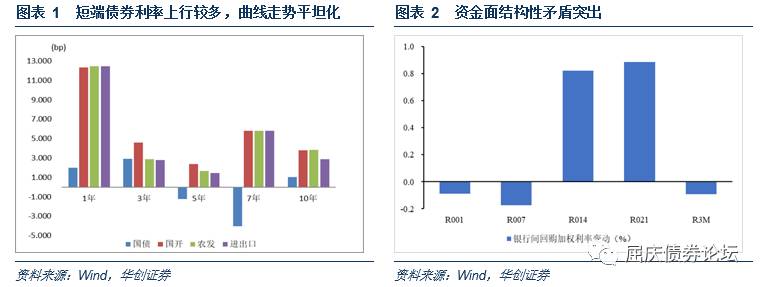 图表 1 短端债券利率上行较多，曲线走势平坦化
(bp)
13.000
11.000
9.000
7.000
5.000
3.000
1.000
-1.000
-3.000
-5.000
1年
3年
5年
7年
10年
国债
国开
农发
进出口
资料来源：Wind，华创证券
图表 2 资金面结构性矛盾突出
1.0
0.8
0.6
0.4
0.2
0.0
-0.2
R001
R007
R014
R021
R3M
银行间回购加权利率变动（%）
屈庆债券论坛
资料来源：Wind，华创证券